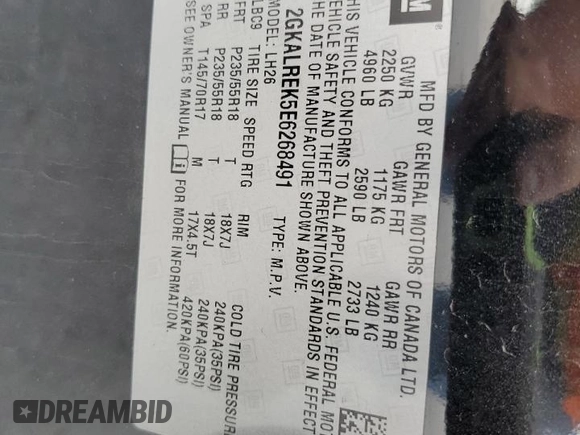 GM ®
MFD BY GENERAL MOTORS OF CANADA LTD.
GVWR GAWR FRT GAWR RR
2250 KG 1175 KG 1240 KG
4960 LB 2590 LB 2733 LB
THIS VEHICLE CONFORMS TO ALL APPLICABLE U.S. FEDERAL MOT
VEHICLE SAFETY AND THEFT PREVENTION STANDARDS IN EFFECT
THE DATE OF MANUFACTURE SHOWN ABOVE.
2GKALREK5E6268491 TYPE: M.P.V.
MODEL: LH26
LBC9 TIRE SIZE SPEED RTG RIM COLD TIRE PRESSURE
FRT P235/55R18 T 18X7J 240KPA(35PSI)
RR P235/55R18 T 18X7J 240KPA(35PSI)
SPA T145/70R17 M 17X4.5T 420KPA(60PSI)
SEE OWNER'S MANUAL FOR MORE INFORMATION.
DREAMBID